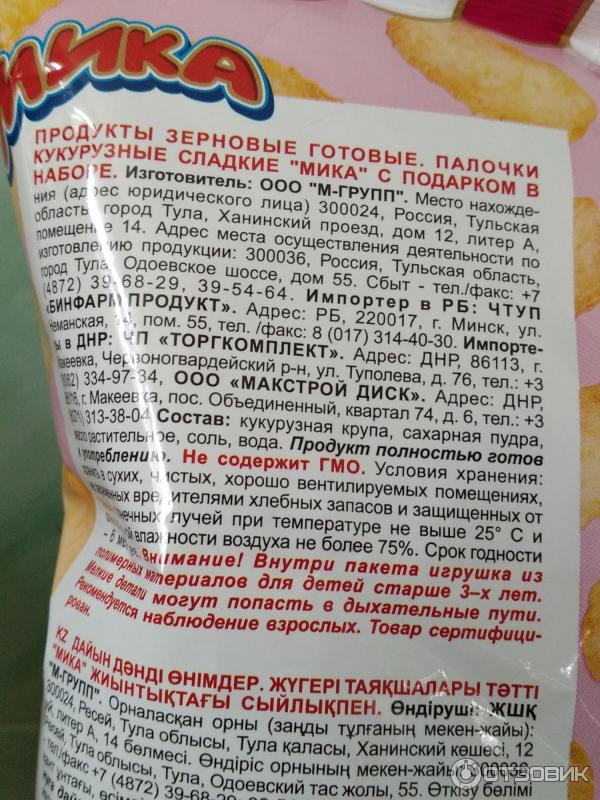 МИКА
ПРОДУКТЫ ЗЕРНОВЫЕ ГОТОВЫЕ. ПАЛОЧКИ
КУКУРУЗНЫЕ СЛАДКИЕ "МИКА" С ПОДАРКОМ В
НАБОРЕ. Изготовитель: ООО "М-ГРУПП". Место нахожде-
ния (адрес юридического лица) 300024, Россия, Тульская
область, город Тула, Ханинский проезд, дом 12, литер А,
помещение 14. Адрес места осуществления деятельности по
изготовлению продукции: 300036, Россия, Тульская область,
город Тула, Одоевское шоссе, дом 55. Сбыт - тел./факс: +7
(4872) 39-68-29, 39-54-64. Импортер в РБ: ЧТУП
«БИНФАРМ ПРОДУКТ». Адрес: РБ, 220017, г. Минск, ул.
Неманская, 14, пом. 55, тел. /факс: 8 (017) 314-40-30. Импорте-
ры в ДНР: ЧП «ТОРГКОМПЛЕКТ». Адрес: ДНР, 86113, г.
Макеевка, Червоногвардейский р-н, ул. Туполева, д. 76, тел.: +3
(8062) 334-97-34, ООО «МАКСТРОЙ ДИСК». Адрес: ДНР,
86116, г. Макеевка, пос. Объединенный, квартал 74, д. 6, тел.: +3
313-38-04 Состав: кукурузная крупа, сахарная пудра,
масло растительное, соль, вода. Продукт полностью готов
к употреблению. Не содержит ГМО. Условия хранения:
хранить в сухих, чистых, хорошо вентилируемых помещениях,
вредителями хлебных запасов и защищенных от
лучей при температуре не выше 25° С и
влажности воздуха не более 75%. Срок годности
- 6
Внимание! Внутри пакета игрушка из
полимерных материалов для детей старше 3-х лет.
Мелкие детали могут попасть в дыхательные пути.
Рекомендуется наблюдение взрослых. Товар сертифици-
рован.
KZ ДАЙЫН ДӘНДІ ӨНІМДЕР. ЖҮГЕРІ ТАЯҚШАЛАРЫ ТӘТТІ
"МИКА" ЖИЫНТЫҚТАҒЫ СЫЙЛЫҚПЕН. Өндіруші ЖШҚ
"М-ГРУПП". Орналасқан орны (заңды тұлғаның мекен-жайы):
300024, Ресей, Тула облысы, Тула қаласы, Ханинский көшесі, 12
үй, литер А, 14 бөлмесі. Өндіріс орнының мекен-жайы: 300036
Ресей, Тула облысы, Тула, Одоевский тас жолы, 55. Өткізу бөлімі
тел/факс +7 (4872) 39-68-29
ОТЗОВИК